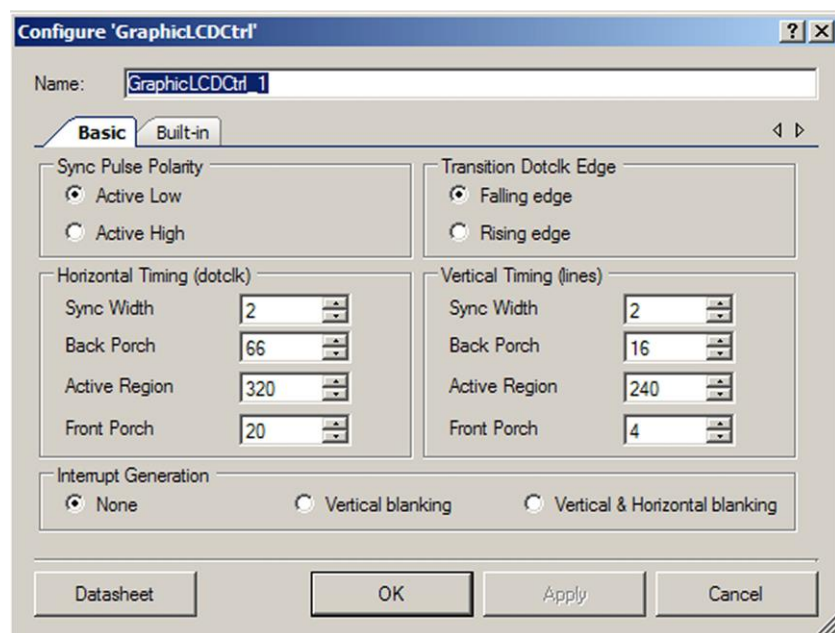 Configure 'GraphicLCDCtrl'
Name: GraphicLCDCtrl_1
Basic Built-in
Sync Pulse Polarity
Active Low
Active High
Transition Dotclk Edge
Falling edge
Rising edge
Horizontal Timing (dotclk)
Sync Width 2
Back Porch 66
Active Region 320
Front Porch 20
Vertical Timing (lines)
Sync Width 2
Back Porch 16
Active Region 240
Front Porch 4
Interrupt Generation
None Vertical blanking Vertical & Horizontal blanking
Datasheet OK Apply Cancel